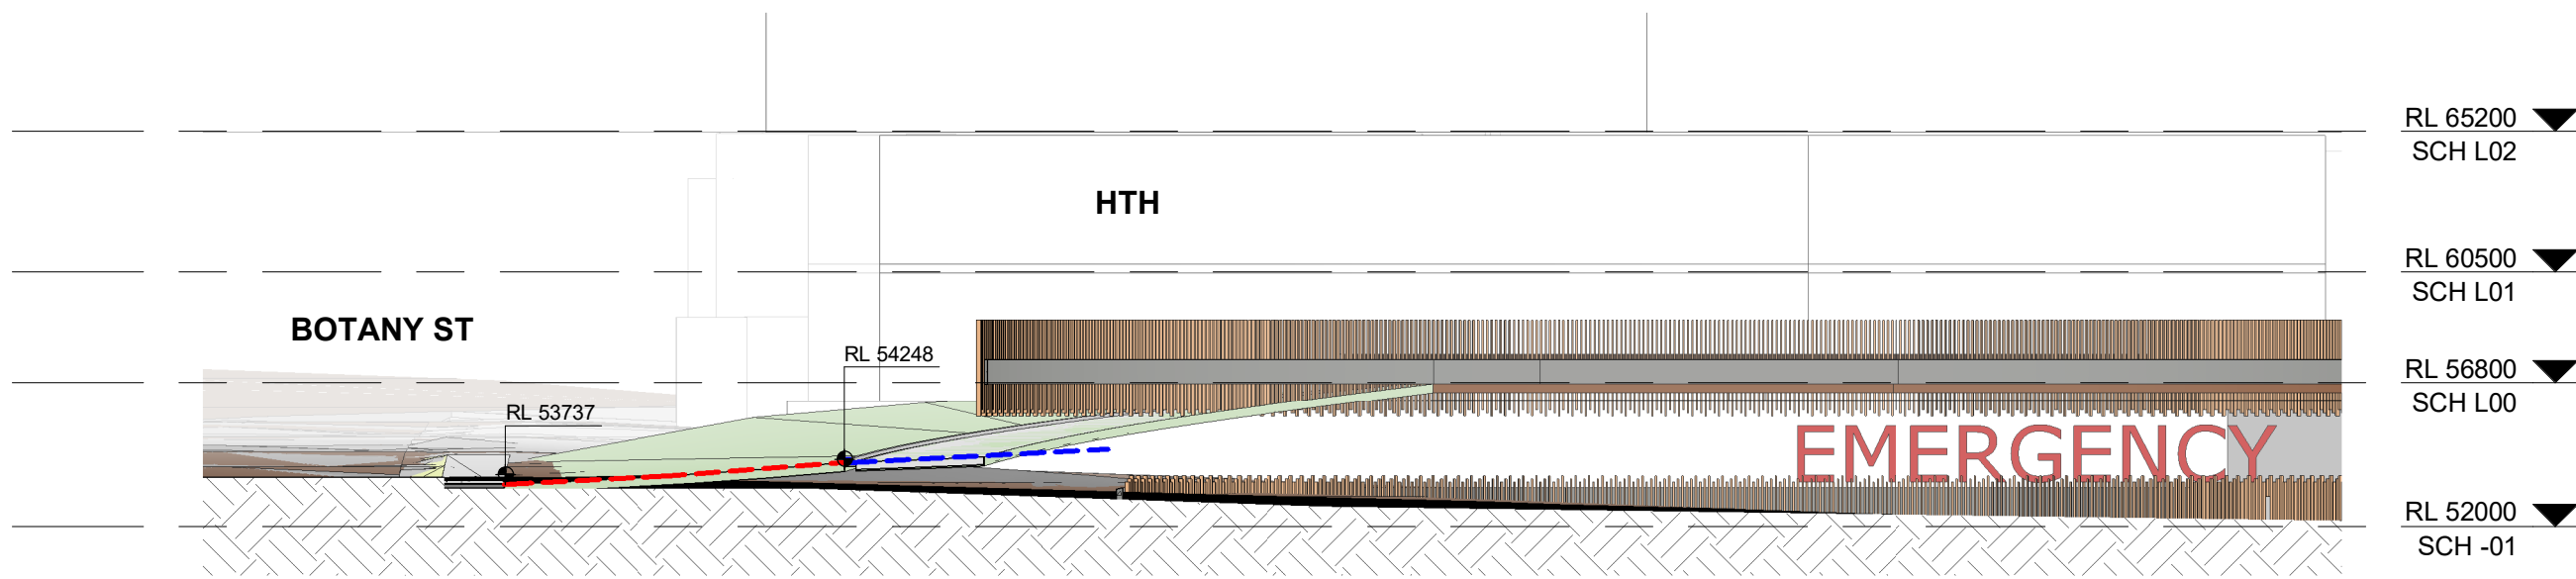 RL 65200
SCH L02
HTH
RL 60500
SCH L01
BOTANY ST
RL 54248
RL 56800
SCH L00
RL 53737
EMERGENCY
RL 52000
SCH -01